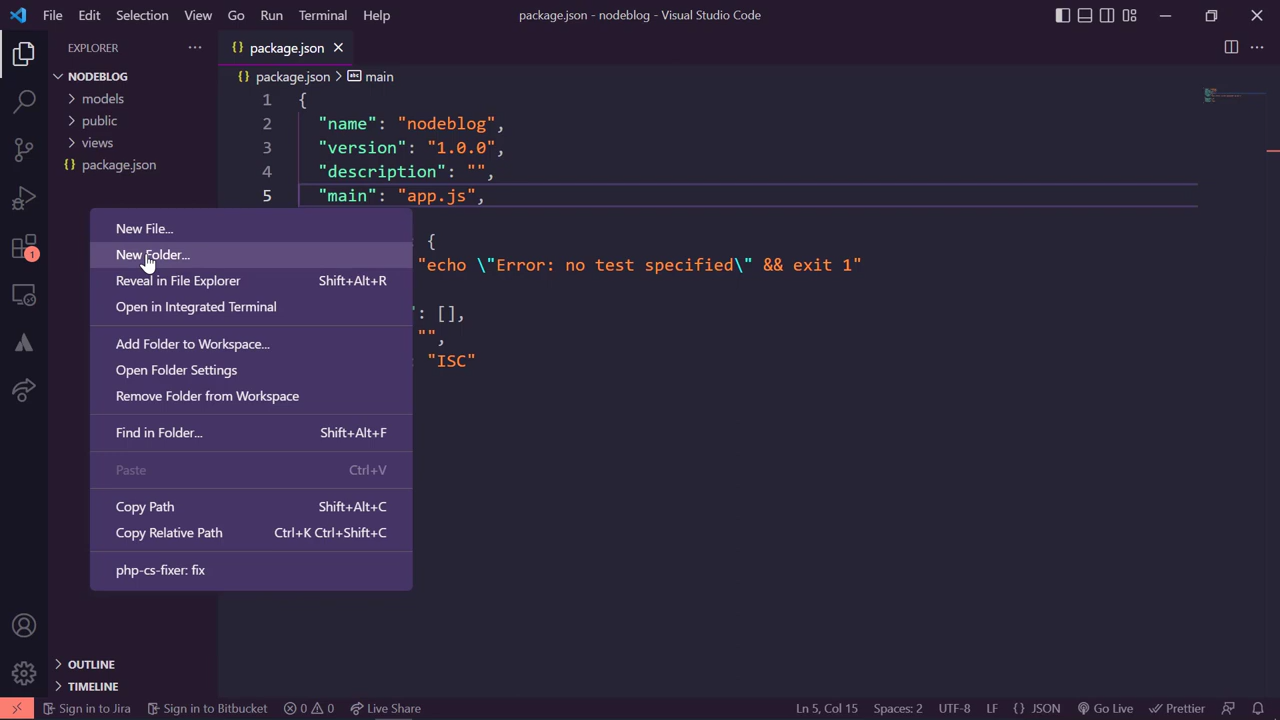 File Edit Selection View Go Run Terminal Help package.json - nodeblog - Visual Studio Code
EXPLORER
NODEBLOG
models
public
views
{} package.json
{} package.json
{} package.json > abc main
1 {
2 "name": "nodeblog",
3 "version": "1.0.0",
4 "description": "",
5 "main": "app.js",
{
"echo \"Error: no test specified\" && exit 1"
": [],
"",
: "ISC"
New File...
New Folder...
Reveal in File Explorer Shift+Alt+R
Open in Integrated Terminal
Add Folder to Workspace...
Open Folder Settings
Remove Folder from Workspace
Find in Folder... Shift+Alt+F
Paste Ctrl+V
Copy Path Shift+Alt+C
Copy Relative Path Ctrl+K Ctrl+Shift+C
php-cs-fixer: fix
1
OUTLINE
TIMELINE
Sign in to Jira Sign in to Bitbucket 0 0 Live Share Ln 5, Col 15 Spaces: 2 UTF-8 LF {} JSON Go Live Prettier